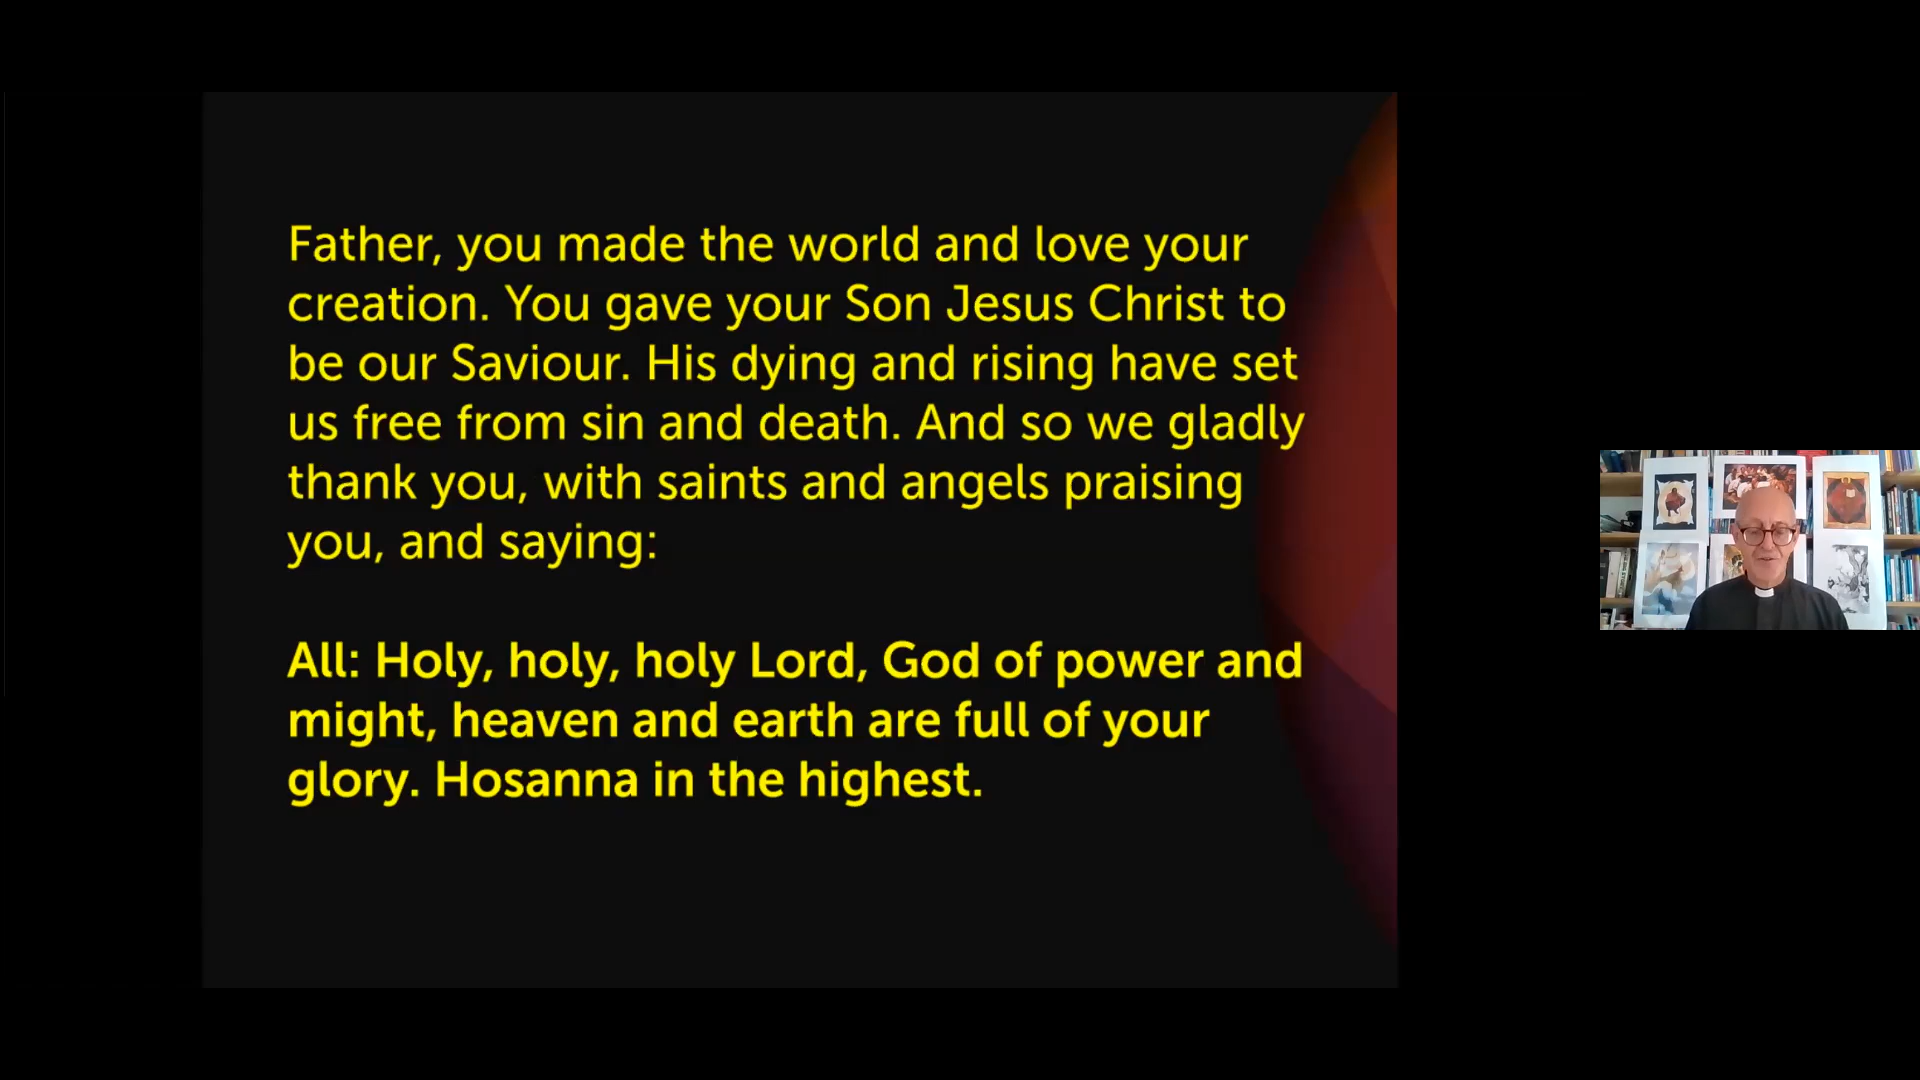 Father, you made the world and love your
creation. You gave your Son Jesus Christ to
be our Saviour. His dying and rising have set
us free from sin and death. And so we gladly
thank you, with saints and angels praising
you, and saying:
All: Holy, holy, holy Lord, God of power and
might, heaven and earth are full of your
glory. Hosanna in the highest.